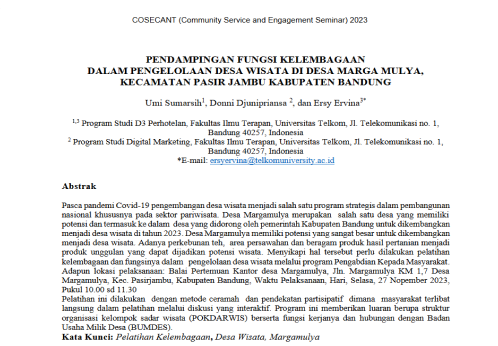 COSECANT (Community Service and Engagement Seminar) 2023
PENDAMPINGAN FUNGSI KELEMBAGAAN
DALAM PENGELOLAAN DESA WISATA DI DESA MARGA MULYA,
KECAMATAN PASIR JAMBU KABUPATEN BANDUNG
Umi Sumarsih1, Donni Djunipriansa 2, dan Ersy Ervina3*
1,3 Program Studi D3 Perhotelan, Fakultas Ilmu Terapan, Universitas Telkom, Jl. Telekomunikasi no. 1,
Bandung 40257, Indonesia
2 Program Studi Digital Marketing, Fakultas Ilmu Terapan, Universitas Telkom, Jl. Telekomunikasi no. 1,
Bandung 40257, Indonesia
*E-mail: ersyervina@telkomuniversity.ac.id
Abstrak
Pasca pandemi Covid-19 pengembangan desa wisata menjadi salah satu program strategis dalam pembangunan
nasional khususnya pada sektor pariwisata. Desa Margamulya merupakan salah satu desa yang memiliki
potensi dan termasuk ke dalam desa yang didorong oleh pemerintah Kabupaten Bandung untuk dikembangkan
menjadi desa wisata di tahun 2023. Desa Margamulya memiliki potensi yang sangat besar untuk dikembangkan
menjadi desa wisata. Adanya perkebunan teh, area persawahan dan beragam produk hasil pertanian menjadi
produk unggulan yang dapat dijadikan potensi wisata. Menyikapi hal tersebut perlu dilakukan pelatihan
kelembagaan dan fungsinya dalam pengelolaan desa wisata melalui program Pengabdian Kepada Masyarakat.
Adapun lokasi pelaksanaan: Balai Pertemuan Kantor desa Margamulya, Jln. Margamulya KM 1,7 Desa
Margamulya, Kec. Pasirjambu, Kabupaten Bandung, Waktu Pelaksanaan, Hari, Selasa, 27 Nopember 2023,
Pukul 10.00 sd 11.30
Pelatihan ini dilakukan dengan metode ceramah dan pendekatan partisipatif dimana masyarakat terlibat
langsung dalam pelatihan melalui diskusi yang interaktif. Program ini memberikan luaran berupa struktur
organisasi kelompok sadar wisata (POKDARWIS) berserta fungsi kerjanya dan hubungan dengan Badan
Usaha Milik Desa (BUMDES).
Kata Kunci: Pelatihan Kelembagaan, Desa Wisata, Margamulya